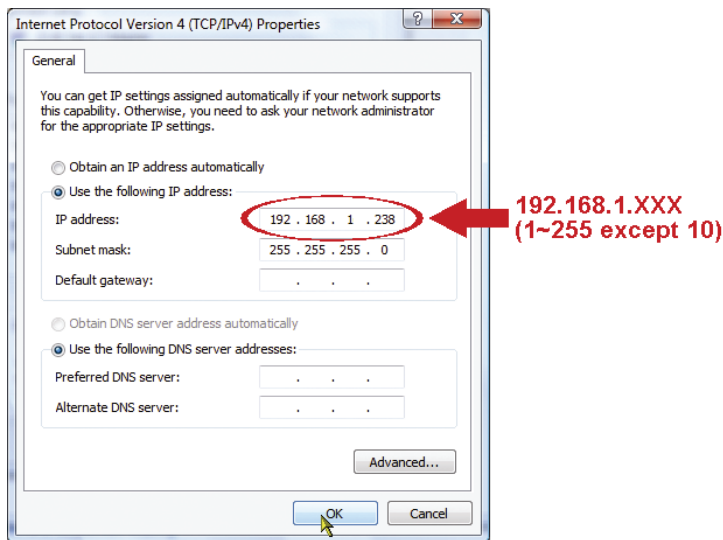 Internet Protocol Version 4 (TCP/IPv4) Properties
General
You can get IP settings assigned automatically if your network supports
this capability. Otherwise, you need to ask your network administrator
for the appropriate IP settings.
Obtain an IP address automatically
Use the following IP address:
IP address: 192 . 168 . 1 . 238
192.168.1.XXX
(1~255 except 10)
Subnet mask: 255 . 255 . 255 . 0
Default gateway: . . .
Obtain DNS server address automatically
Use the following DNS server addresses:
Preferred DNS server: . . .
Alternate DNS server: . . .
Advanced...
OK Cancel